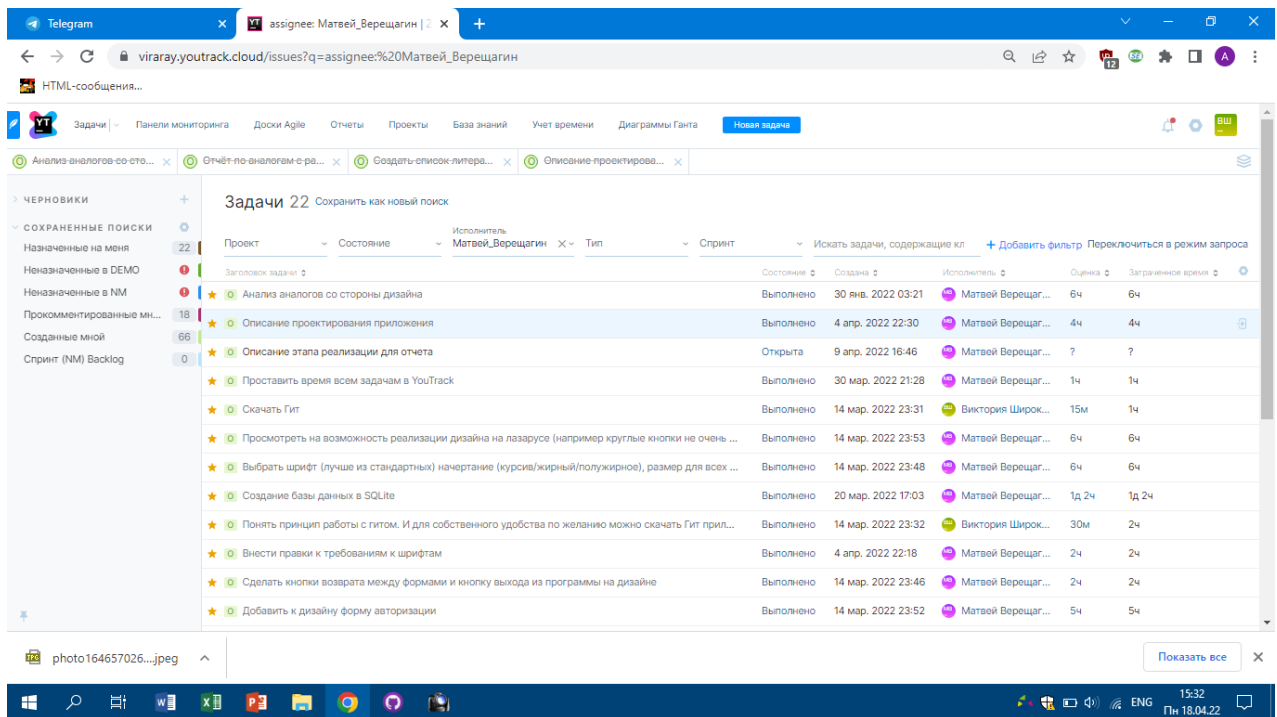 Telegram
assignee: Матвей_Верещагин | 2
viraray.youtrack.cloud/issues?q=assignee:%20Матвей_Верещагин
12
A
HTML-сообщения...
YT
Задачи Панели мониторинга Доски Agile Отчеты Проекты База знаний Учет времени Диаграммы Ганта Новая задача
ВШ
Анализ аналогов со сто... Отчёт по аналогам с ра... Создать список литера... Описание проектирова...
ЧЕРНОВИКИ
СОХРАНЕННЫЕ ПОИСКИ
Назначенные на меня 22
Неназначенные в DEMO
Неназначенные в NM
Прокомментированные мн... 18
Созданные мной 66
Спринт (NM) Backlog 0
Задачи 22 Сохранить как новый поиск
Исполнитель
Проект Состояние Матвей_Верещагин Тип Спринт Искать задачи, содержащие кл + Добавить фильтр Переключиться в режим запроса
Заголовок задачи Состояние Создана Исполнитель Оценка Затраченное время
О Анализ аналогов со стороны дизайна Выполнено 30 янв. 2022 03:21 Матвей Верещаг... 6ч 6ч
О Описание проектирования приложения Выполнено 4 апр. 2022 22:30 Матвей Верещаг... 4ч 4ч
О Описание этапа реализации для отчета Открыта 9 апр. 2022 16:46 Матвей Верещаг... ? ?
О Проставить время всем задачам в YouTrack Выполнено 30 мар. 2022 21:28 Матвей Верещаг... 1ч 1ч
О Скачать Гит Выполнено 14 мар. 2022 23:31 Виктория Широк... 15м 1ч
О Просмотреть на возможность реализации дизайна на лазарусе (например круглые кнопки не очень ... Выполнено 14 мар. 2022 23:53 Матвей Верещаг... 6ч 6ч
О Выбрать шрифт (лучше из стандартных) начертание (курсив/жирный/полужирное), размер для всех ... Выполнено 14 мар. 2022 23:48 Матвей Верещаг... 6ч 6ч
О Создание базы данных в SQLite Выполнено 20 мар. 2022 17:03 Матвей Верещаг... 1д 2ч 1д 2ч
О Понять принцип работы с гитом. И для собственного удобства по желанию можно скачать Гит прил... Выполнено 14 мар. 2022 23:32 Виктория Широк... 30м 2ч
О Внести правки к требованиям к шрифтам Выполнено 4 апр. 2022 22:18 Матвей Верещаг... 2ч 2ч
О Сделать кнопки возврата между формами и кнопку выхода из программы на дизайне Выполнено 14 мар. 2022 23:46 Матвей Верещаг... 2ч 2ч
О Добавить к дизайну форму авторизации Выполнено 14 мар. 2022 23:52 Матвей Верещаг... 5ч 5ч
photo164657026....jpeg
Показать все
ENG
15:32
Пн 18.04.22